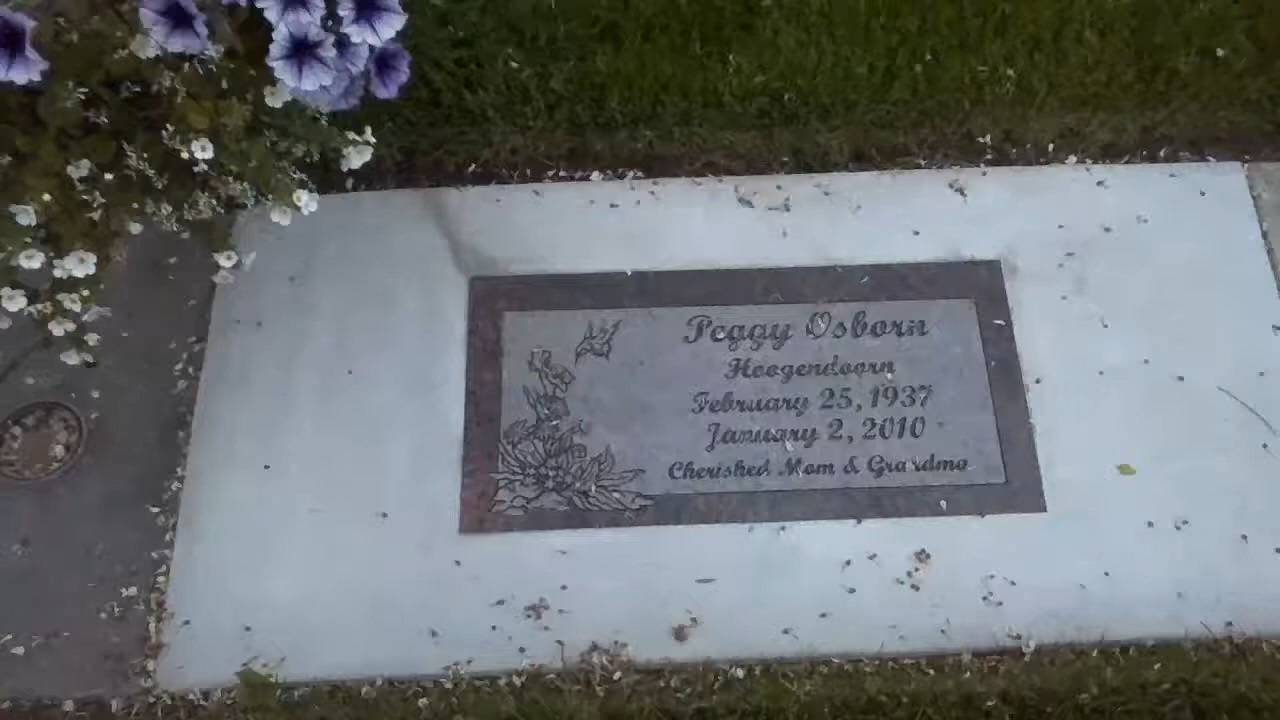 Peggy Osborn
Hoogendoorn
February 25, 1937
January 2, 2010
Cherished Mom & Grandma